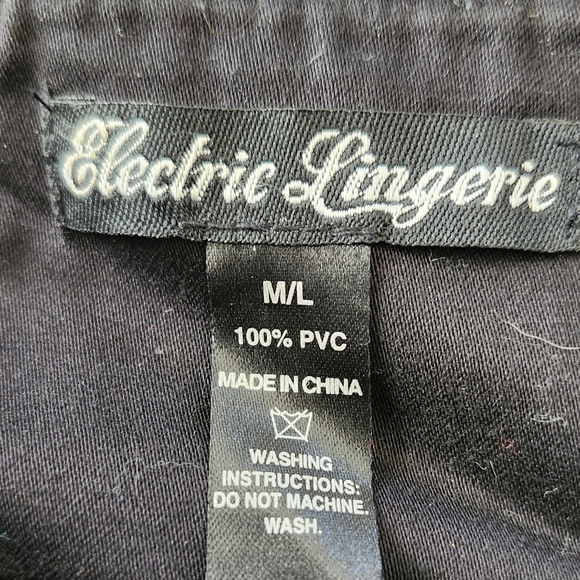 Electric Lingerie
M/L
100% PVC
MADE IN CHINA
WASHING
INSTRUCTIONS:
DO NOT MACHINE.
WASH.